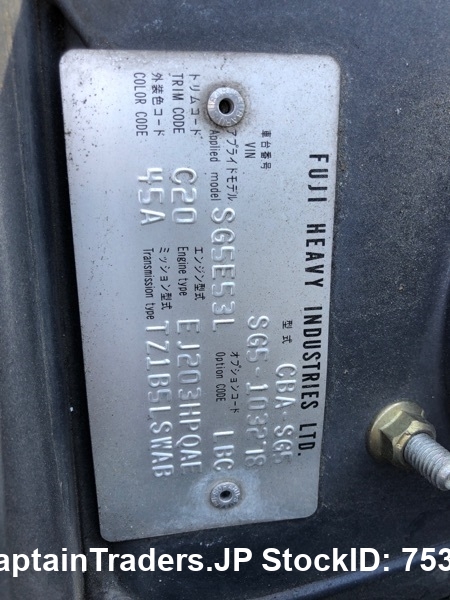 FUJI HEAVY INDUSTRIES LTD.
型式 CBA-SG5
車台番号
VIN SG5-103218
アプライドモデル
Applied model SG5E53L オプションコード
Option CODE LBC
トリムコード
TRIM CODE C20 エンジン型式
Engine type EJ203HPQAE
外装色コード
COLOR CODE 45A ミッション型式
Transmission type TZ1B5LSWAB
aptainTraders.JP StockID: 753